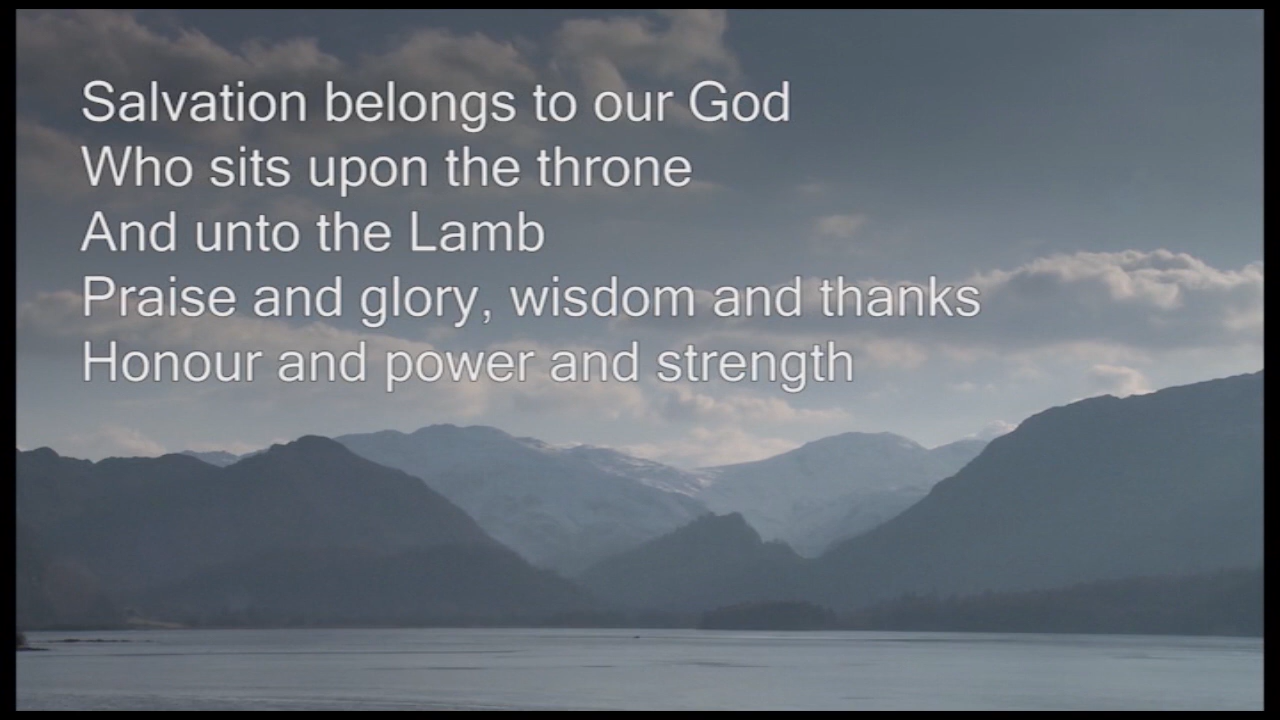 Salvation belongs to our God
Who sits upon the throne
And unto the Lamb
Praise and glory, wisdom and thanks
Honour and power and strength